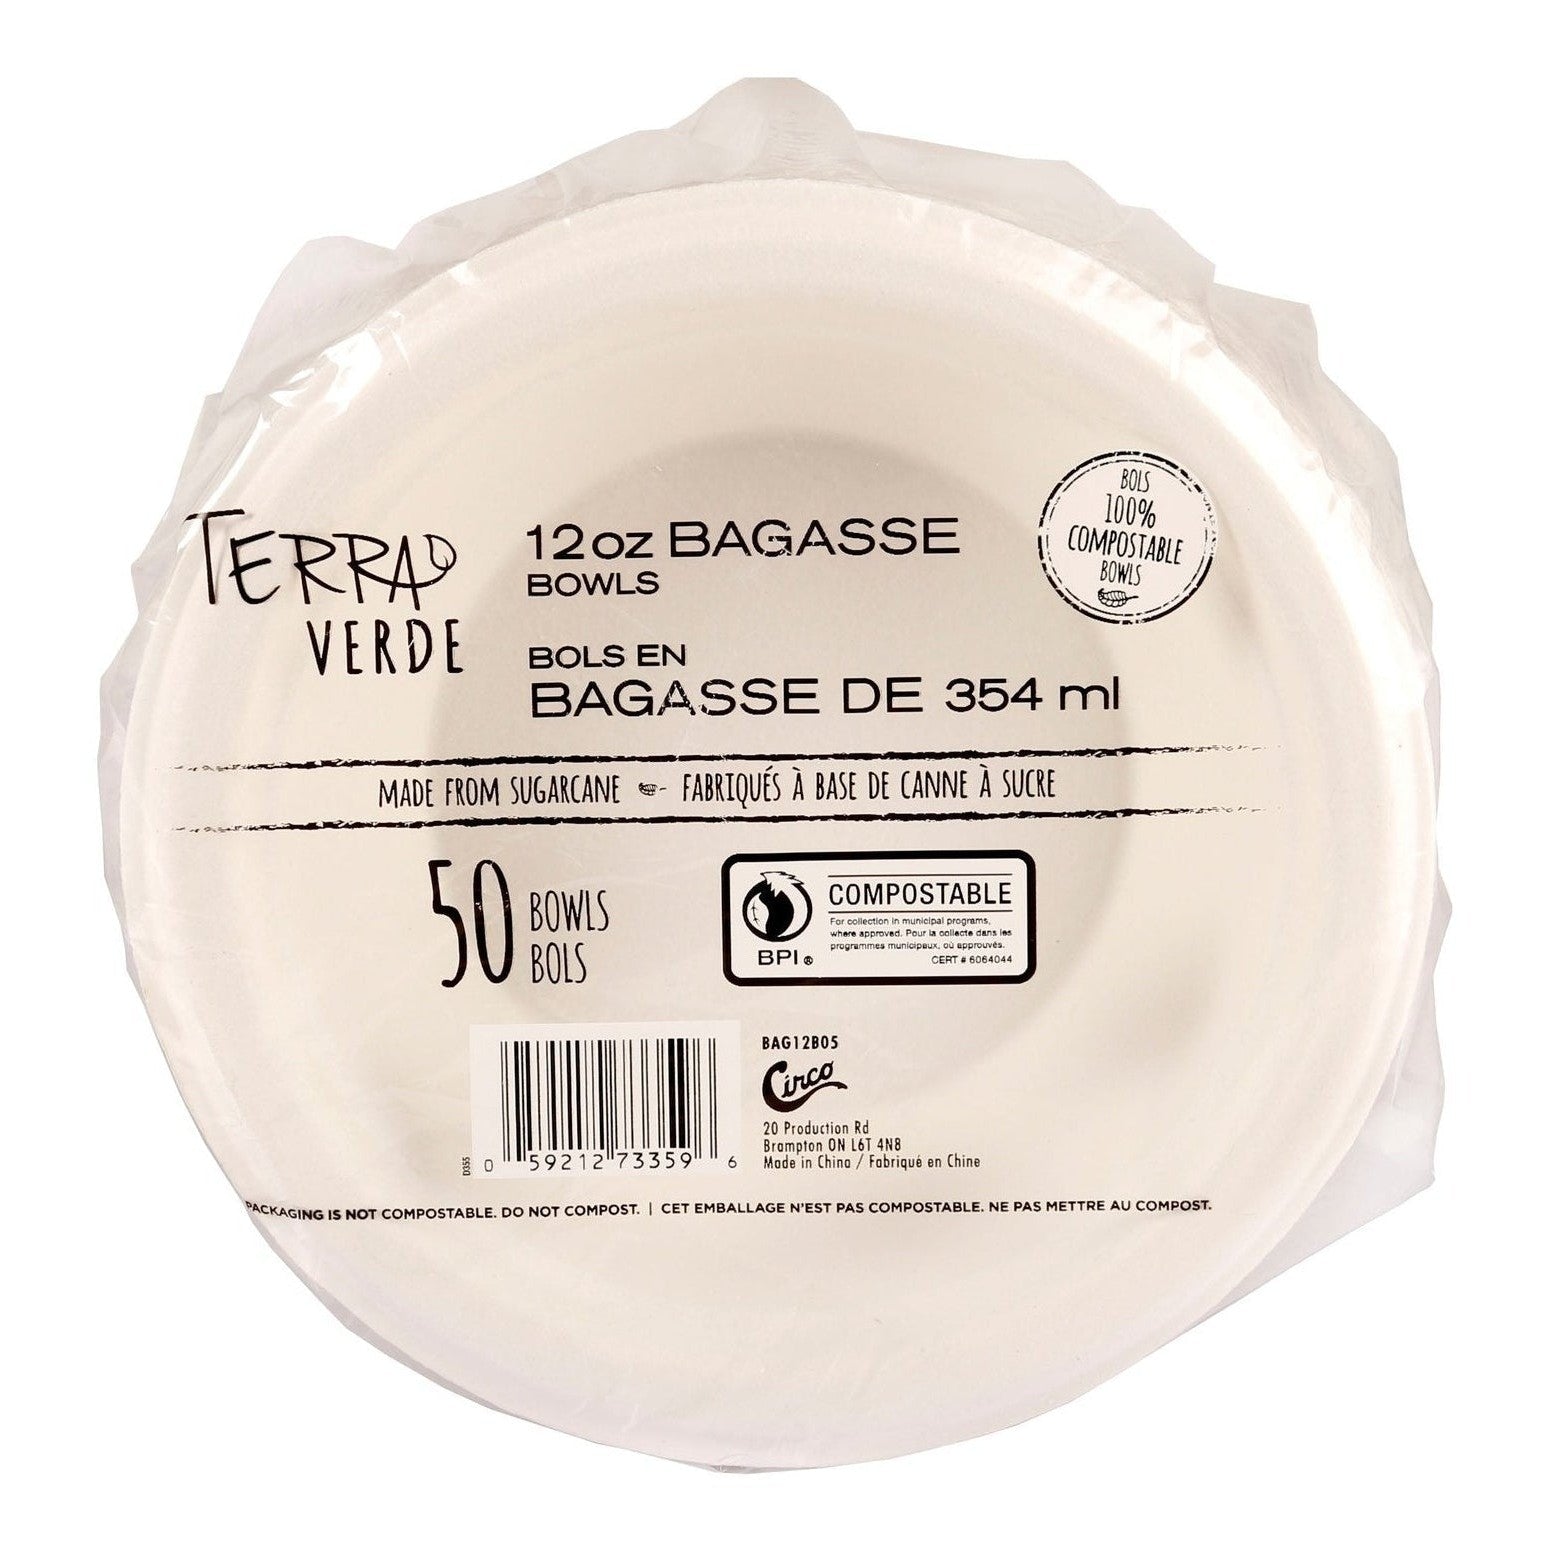 TERRA
VERDE
12 oz BAGASSE
BOWLS
BOLS EN
BAGASSE DE 354 ml
BOLS
100%
COMPOSTABLE
BOWLS
MADE FROM SUGARCANE - FABRIQUÉS À BASE DE CANNE À SUCRE
50 BOWLS
BOLS
COMPOSTABLE
For collection in municipal programs,
where approved. Pour la collecte dans les
programmes municipaux, où approuvés.
BPI® CERT # 6064044
D355
0 59212 73359 6
BAG12B05
Circo
20 Production Rd
Brampton ON L6T 4N8
Made in China / Fabriqué en Chine
PACKAGING IS NOT COMPOSTABLE. DO NOT COMPOST. | CET EMBALLAGE N'EST PAS COMPOSTABLE. NE PAS METTRE AU COMPOST.